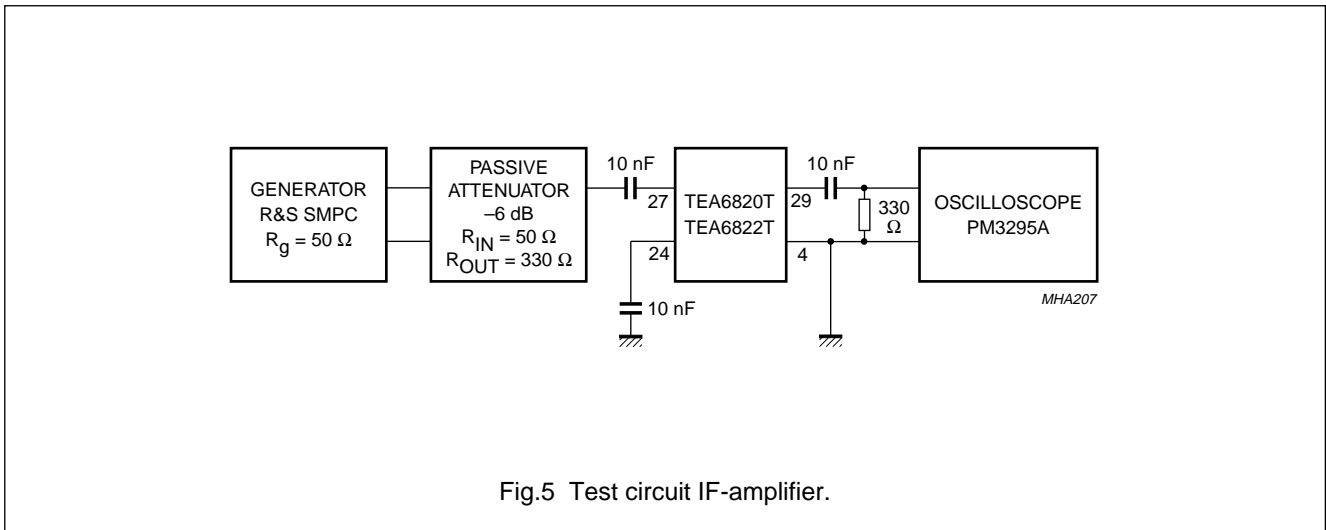 GENERATOR
R&S SMPC
Rg = 50 Ω
PASSIVE
ATTENUATOR
–6 dB
RIN = 50 Ω
ROUT = 330 Ω
10 nF
27
24
10 nF
TEA6820T
TEA6822T
10 nF
29
4
330
Ω
OSCILLOSCOPE
PM3295A
MHA207
Fig.5 Test circuit IF-amplifier.